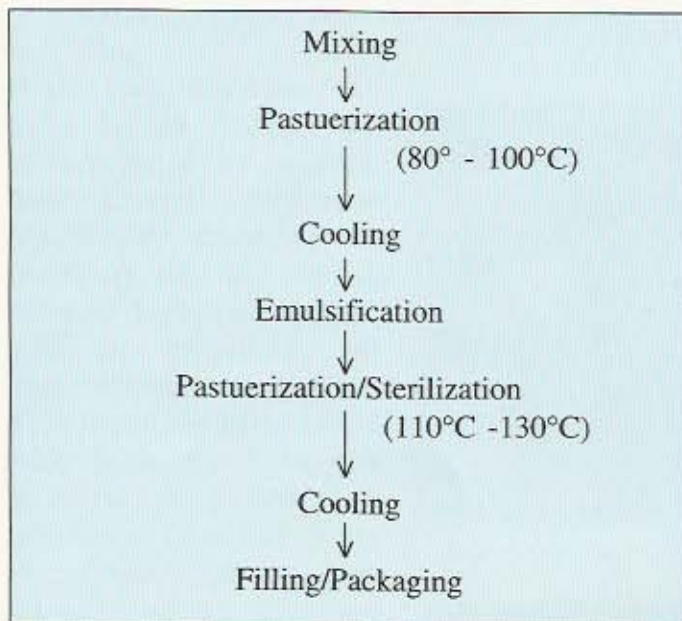 Mixing
Pastuerization
(80° - 100°C)
Cooling
Emulsification
Pastuerization/Sterilization
(110°C -130°C)
Cooling
Filling/Packaging